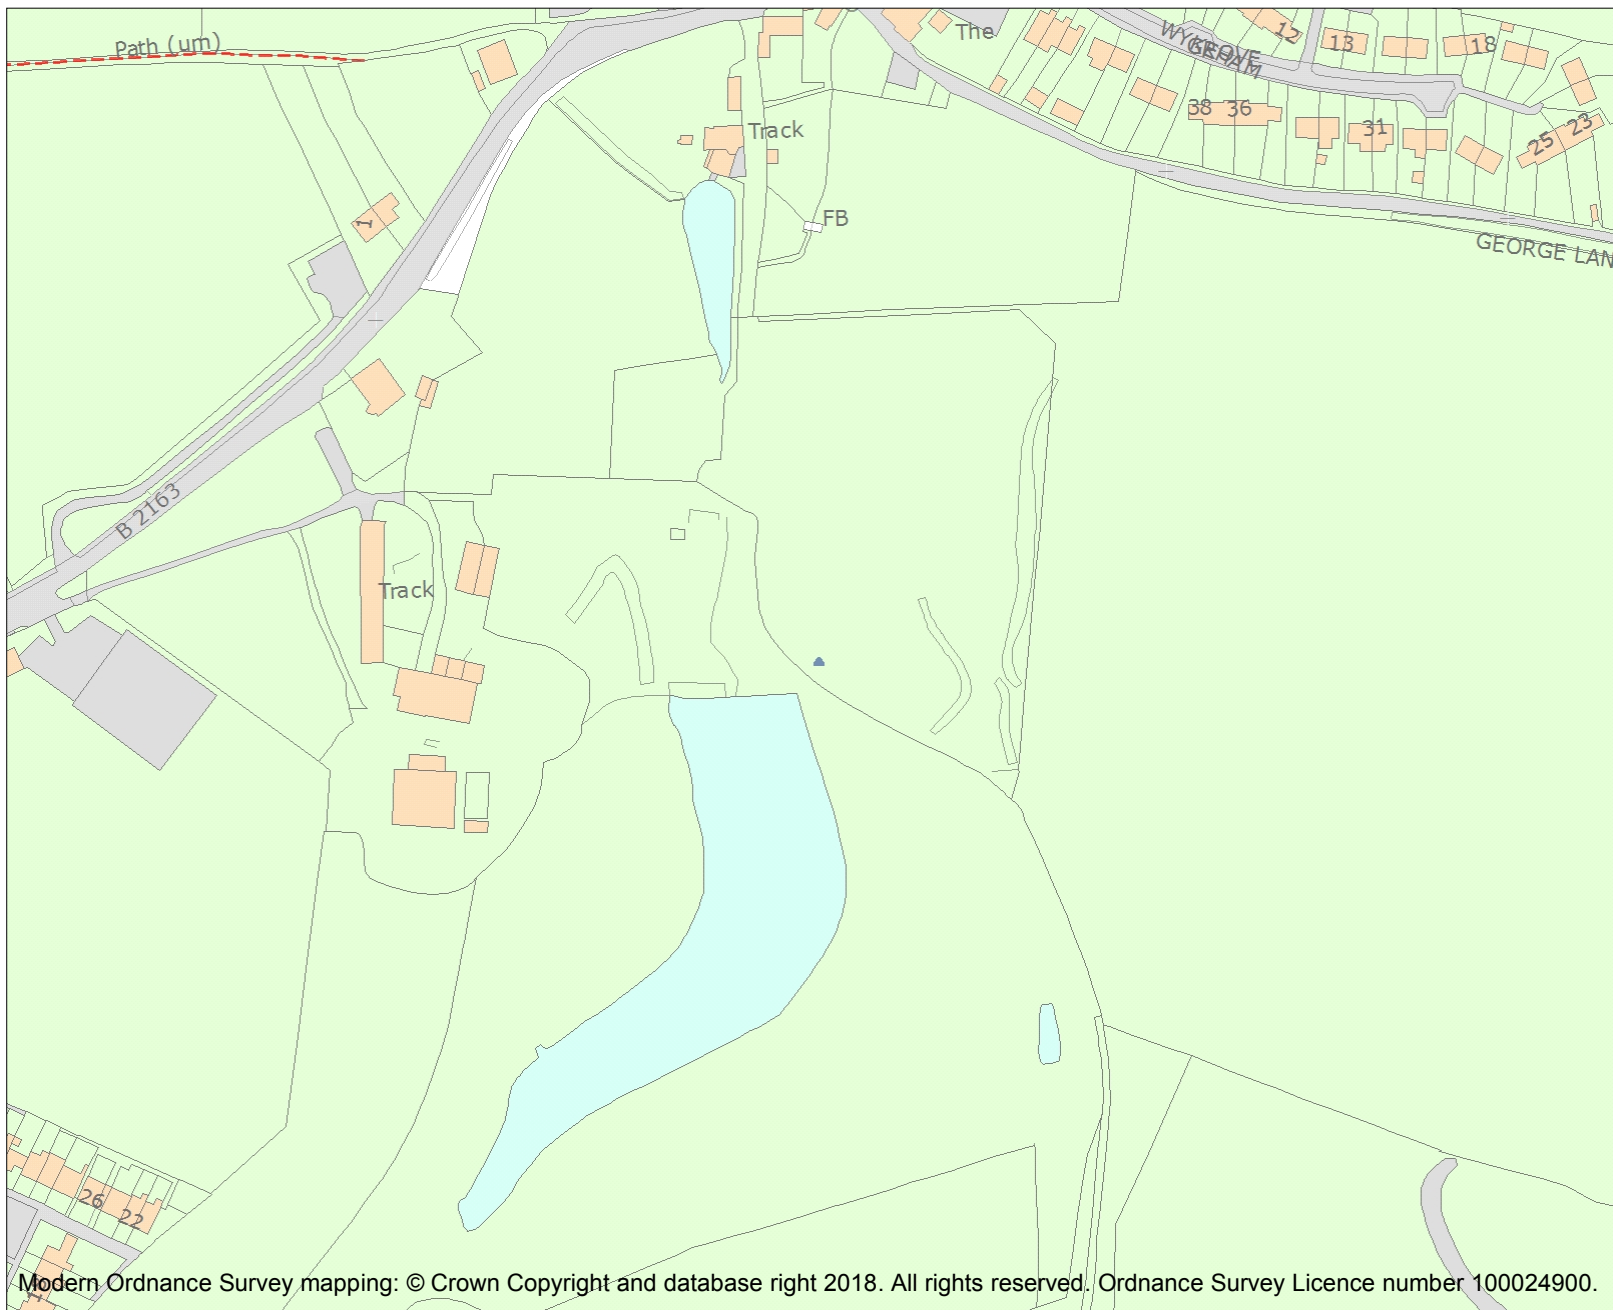 Path (um)
The
WYKEHAM
GROVE
12
13
18
38
36
31
25
23
Track
FB
GEORGE LAN
1
B 2163
Track
26
22
Modern Ordnance Survey mapping: © Crown Copyright and database right 2018. All rights reserved. Ordnance Survey Licence number 100024900.